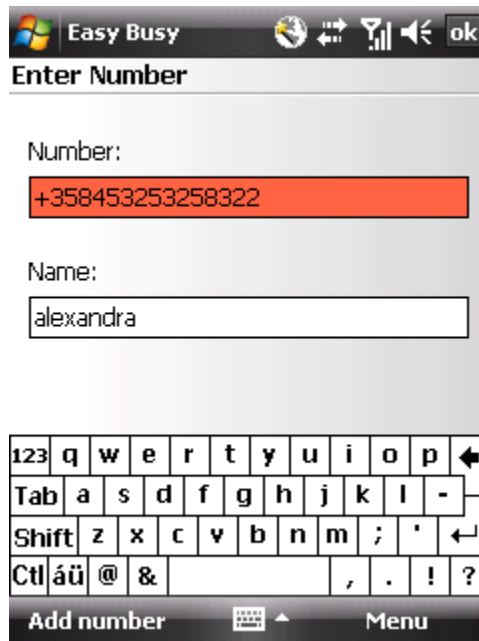 Easy Busy ok
Enter Number
Number:
+358453253258322
Name:
alexandra
123 q w e r t y u i o p
Tab a s d f g h j k l -
Shift z x c v b n m ; '
Ctl áü @ & , . ! ?
Add number Menu